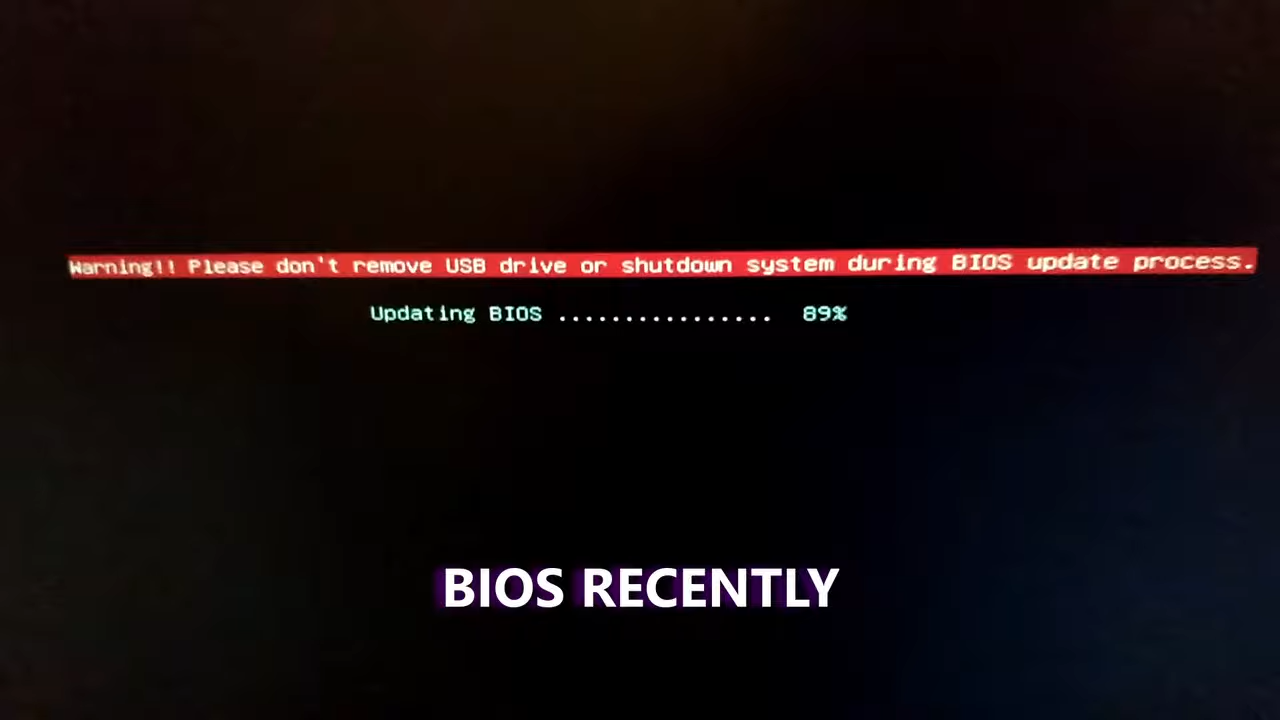 Warning!! Please don't remove USB drive or shutdown system during BIOS update process.
Updating BIOS ................ 89%
BIOS RECENTLY